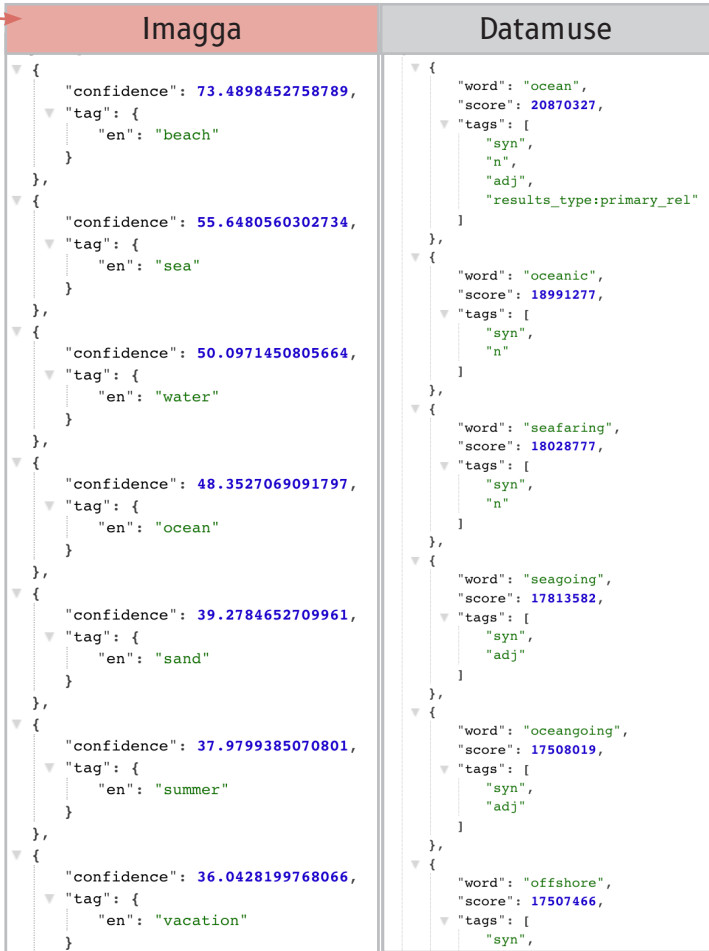 Imagga
{
"confidence": 73.4898452758789,
"tag": {
"en": "beach"
}
},
{
"confidence": 55.6480560302734,
"tag": {
"en": "sea"
}
},
{
"confidence": 50.0971450805664,
"tag": {
"en": "water"
}
},
{
"confidence": 48.3527069091797,
"tag": {
"en": "ocean"
}
},
{
"confidence": 39.2784652709961,
"tag": {
"en": "sand"
}
},
{
"confidence": 37.9799385070801,
"tag": {
"en": "summer"
}
},
{
"confidence": 36.0428199768066,
"tag": {
"en": "vacation"
}
Datamuse
{
"word": "ocean",
"score": 20870327,
"tags": [
"syn",
"n",
"adj",
"results_type:primary_rel"
]
},
{
"word": "oceanic",
"score": 18991277,
"tags": [
"syn",
"n"
]
},
{
"word": "seafaring",
"score": 18028777,
"tags": [
"syn",
"n"
]
},
{
"word": "seagoing",
"score": 17813582,
"tags": [
"syn",
"adj"
]
},
{
"word": "oceangoing",
"score": 17508019,
"tags": [
"syn",
"adj"
]
},
{
"word": "offshore",
"score": 17507466,
"tags": [
"syn",